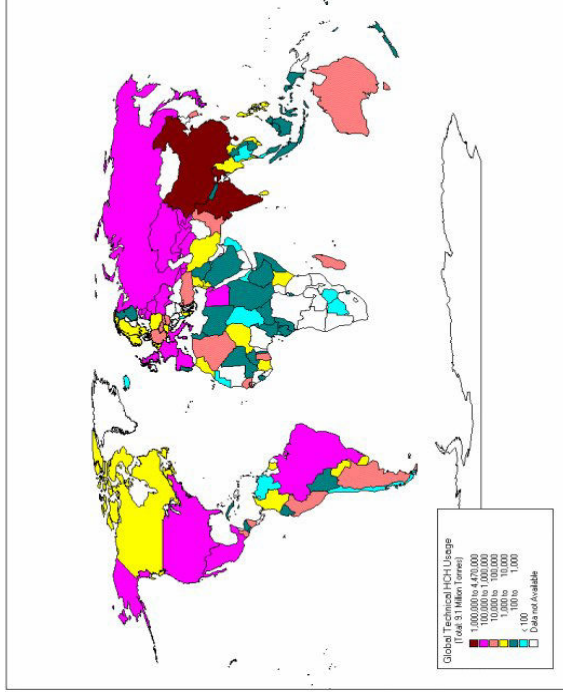 Global Technical HCH Usage
(Total: 9.1 Million Tonnes)
1,000,000 to 4,470,000
100,000 to 1,000,000
10,000 to 100,000
1,000 to 10,000
100 to 1,000
< 100
Data not Available